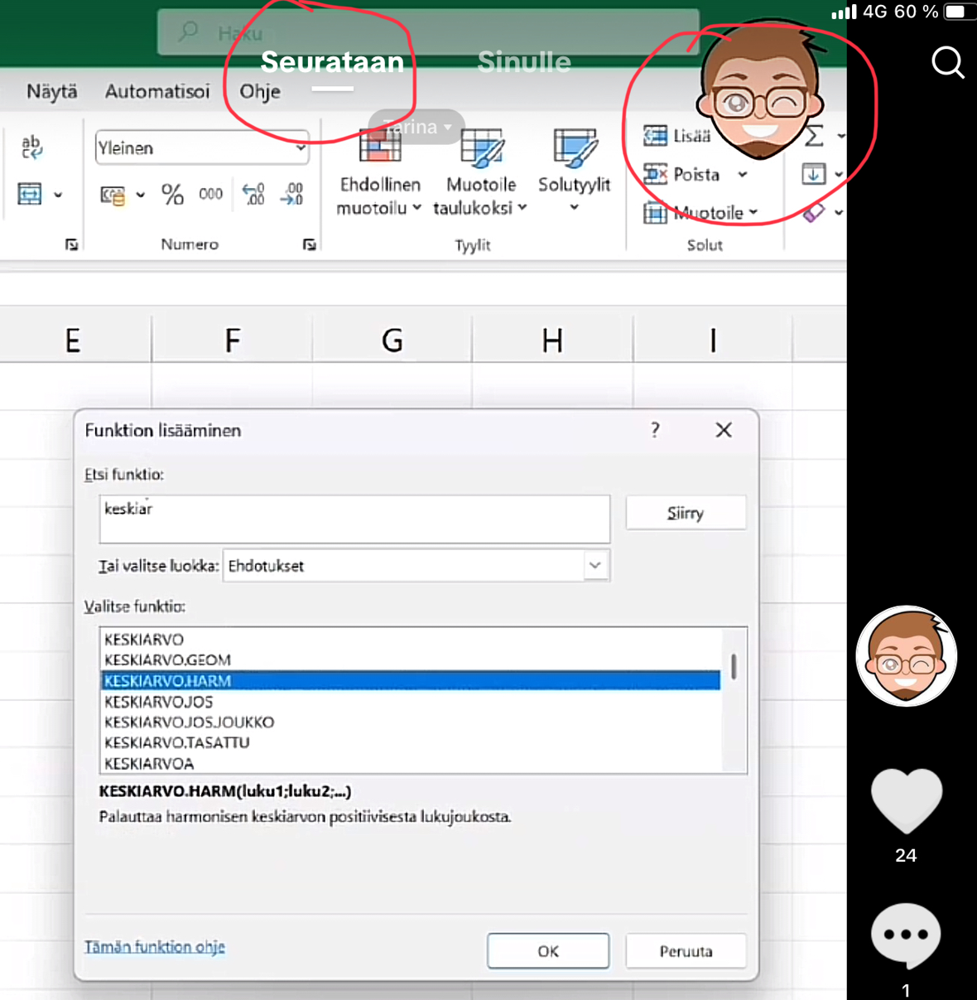 4G 60 %
Haku
Seurataan Sinulle
Näytä Automatisoi Ohje
Tarina
ab
Yleinen
Lisää
Σ
% 000 ,00 ,00
Poista
Ehdollinen muotoilu
Muotoile taulukoksi
Solutyylit
Muotoile
Numero Tyylit Solut
E F G H I
Funktion lisääminen ? X
Etsi funktio:
keskiar
Siirry
Tai valitse luokka: Ehdotukset
Valitse funktio:
KESKIARVO
KESKIARVO.GEOM
KESKIARVO.HARM
KESKIARVO.JOS
KESKIARVO.JOS.JOUKKO
KESKIARVO.TASATTU
KESKIARVOA
KESKIARVO.HARM(luku1;luku2;...)
Palauttaa harmonisen keskiarvon positiivisesta lukujoukosta.
24
Tämän funktion ohje
OK Peruuta
1